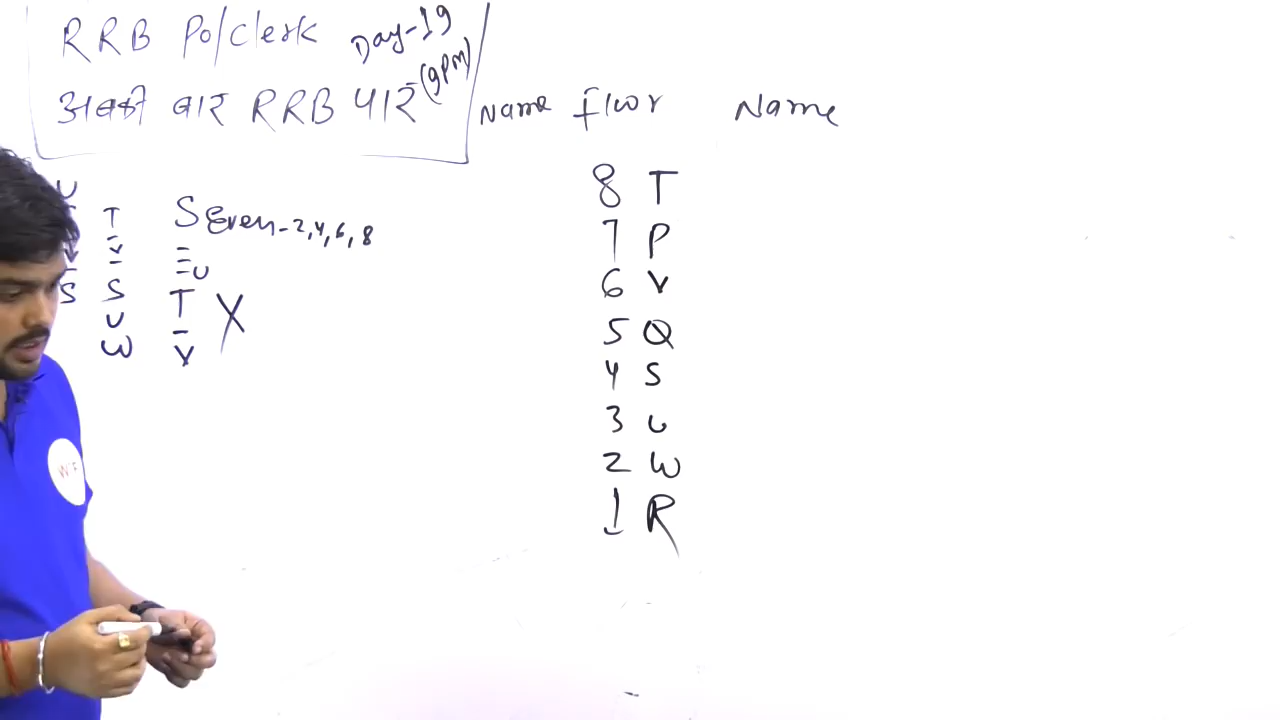 RRB Po/clerk Day-19
अबकी बार RRB पार (9PM)
Name Floor Name
8 T
7 P
6 V
5 Q
4 S
3 U
2 W
1 R
U
S
T
–
V
–
S
U
W
S Even-2,4,6,8
=
=U
T X
–
V